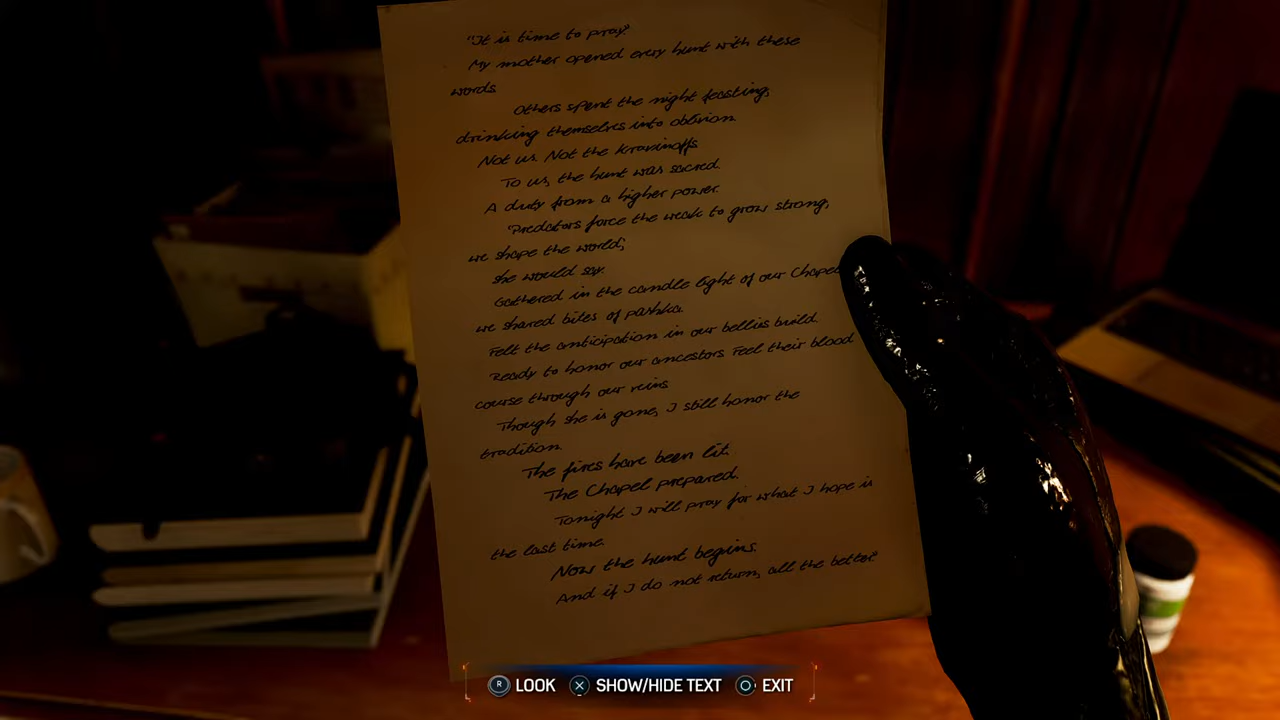 "It is time to pray."
My mother opened every hunt with these
words.
Others spent the night feasting,
drinking themselves into oblivion.
Not us. Not the Kravinoffs.
To us, the hunt was sacred.
A duty from a higher power.
"Predators force the weak to grow strong,
we shape the world,"
she would say.
Gathered in the candle light of our Chapel
we shared bites of pashka.
Felt the anticipation in our bellies build.
Ready to honor our ancestors. Feel their blood
course through our veins.
Though she is gone, I still honor the
tradition.
The fires have been lit.
The Chapel prepared.
Tonight I will pray for what I hope is
the last time.
Now the hunt begins.
And if I do not return, all the better."
R LOOK SHOW/HIDE TEXT EXIT